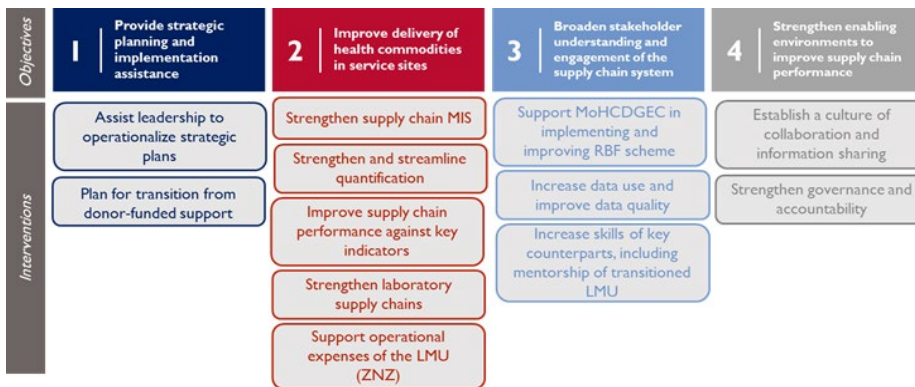 Objectives
1
Provide strategic
planning and
implementation
assistance
2
Improve delivery of
health commodities
in service sites
3
Broaden stakeholder
understanding and
engagement of the
supply chain system
4
Strengthen enabling
environments to
improve supply chain
performance
Interventions
Assist leadership to
operationalize strategic
plans
Plan for transition from
donor-funded support
Strengthen supply chain MIS
Strengthen and streamline
quantification
Improve supply chain
performance against key
indicators
Strengthen laboratory
supply chains
Support operational
expenses of the LMU
(ZNZ)
Support MoHCDGEC in
implementing and
improving RBF scheme
Increase data use and
improve data quality
Increase skills of key
counterparts, including
mentorship of transitioned
LMU
Establish a culture of
collaboration and
information sharing
Strengthen governance and
accountability